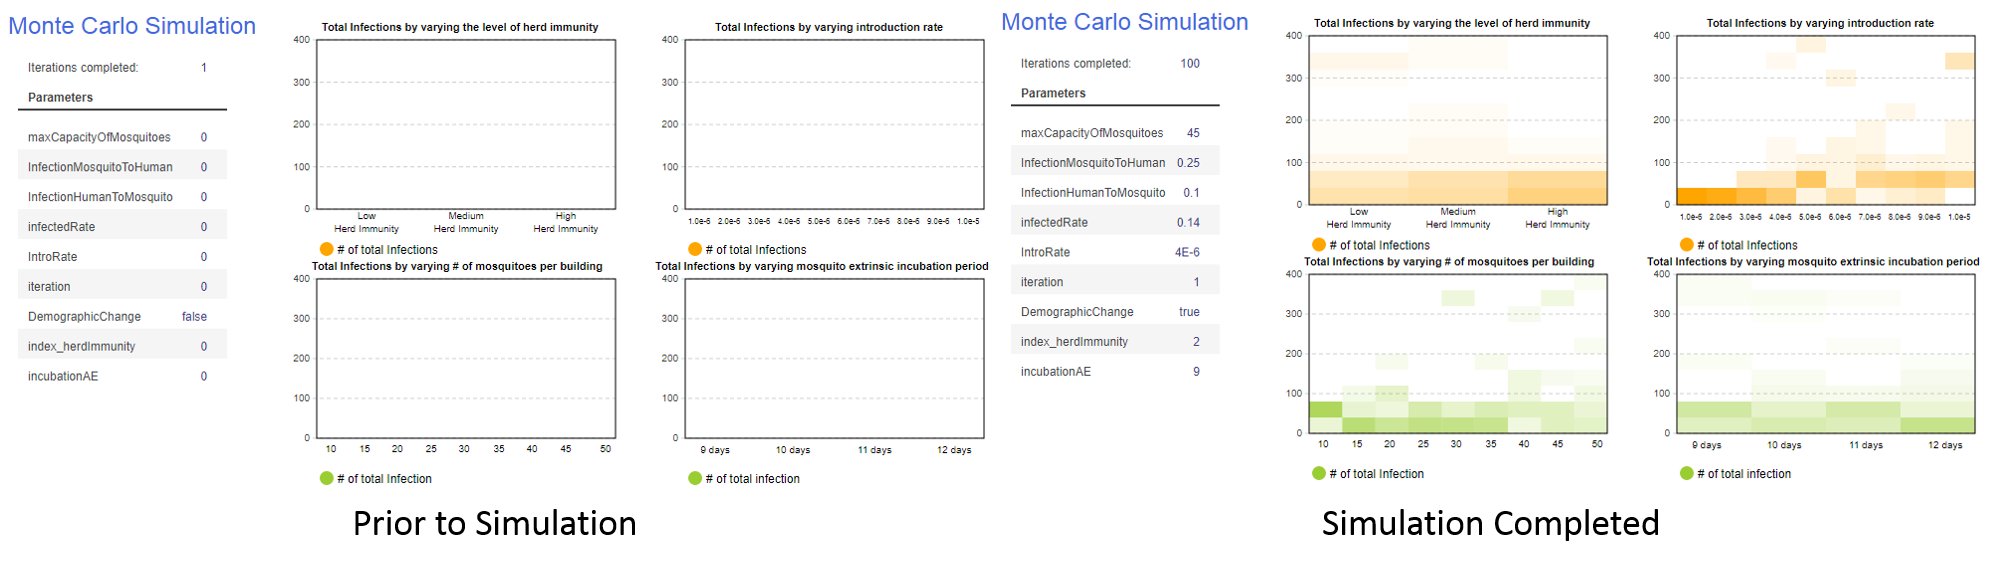 Monte Carlo Simulation
Iterations completed: 1
Parameters
maxCapacityOfMosquitoes 0
InfectionMosquitoToHuman 0
InfectionHumanToMosquito 0
infectedRate 0
IntroRate 0
iteration 0
DemographicChange false
index_herdImmunity 0
incubationAE 0
Total Infections by varying the level of herd immunity
400
300
200
100
0
Low Medium High
Herd Immunity Herd Immunity Herd Immunity
# of total Infections
Total Infections by varying introduction rate
400
300
200
100
0
1.0e-6 2.0e-6 3.0e-6 4.0e-6 5.0e-6 6.0e-6 7.0e-6 8.0e-6 9.0e-6 1.0e-5
# of total Infections
Total Infections by varying # of mosquitoes per building
400
300
200
100
0
10 15 20 25 30 35 40 45 50
# of total Infection
Total Infections by varying mosquito extrinsic incubation period
400
300
200
100
0
9 days 10 days 11 days 12 days
# of total infection
Prior to Simulation
Monte Carlo Simulation
Iterations completed: 100
Parameters
maxCapacityOfMosquitoes 45
InfectionMosquitoToHuman 0.25
InfectionHumanToMosquito 0.1
infectedRate 0.14
IntroRate 4E-6
iteration 1
DemographicChange true
index_herdImmunity 2
incubationAE 9
Total Infections by varying the level of herd immunity
400
300
200
100
0
Low Medium High
Herd Immunity Herd Immunity Herd Immunity
# of total Infections
Total Infections by varying introduction rate
400
300
200
100
0
1.0e-6 2.0e-6 3.0e-6 4.0e-6 5.0e-6 6.0e-6 7.0e-6 8.0e-6 9.0e-6 1.0e-5
# of total Infections
Total Infections by varying # of mosquitoes per building
400
300
200
100
0
10 15 20 25 30 35 40 45 50
# of total Infection
Total Infections by varying mosquito extrinsic incubation period
400
300
200
100
0
9 days 10 days 11 days 12 days
# of total infection
Simulation Completed